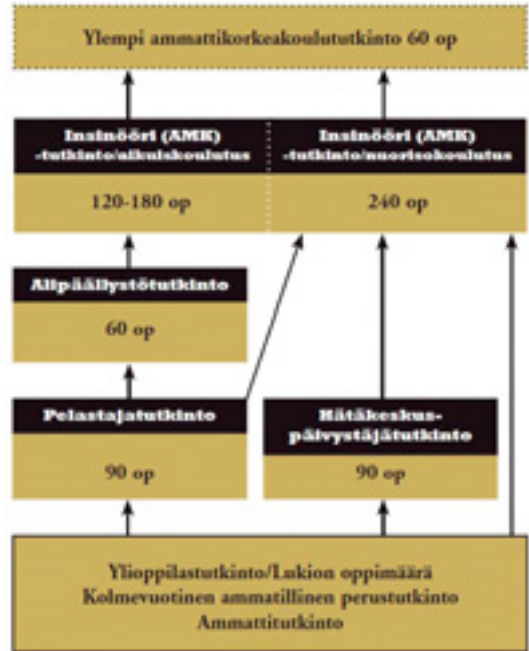 Ylempi ammattikorkeakoulututkinto 60 op
Insinööri (AMK)
-tutkinto/aikuiskoulutus
120-180 op
Insinööri (AMK)
-tutkinto/nuorisokoulutus
240 op
Alipäällystötutkinto
60 op
Pelastajatutkinto
90 op
Hätäkeskus-
päivystäjätutkinto
90 op
Ylioppilastutkinto/Lukion oppimäärä
Kolmevuotinen ammatillinen perustutkinto
Ammattitutkinto